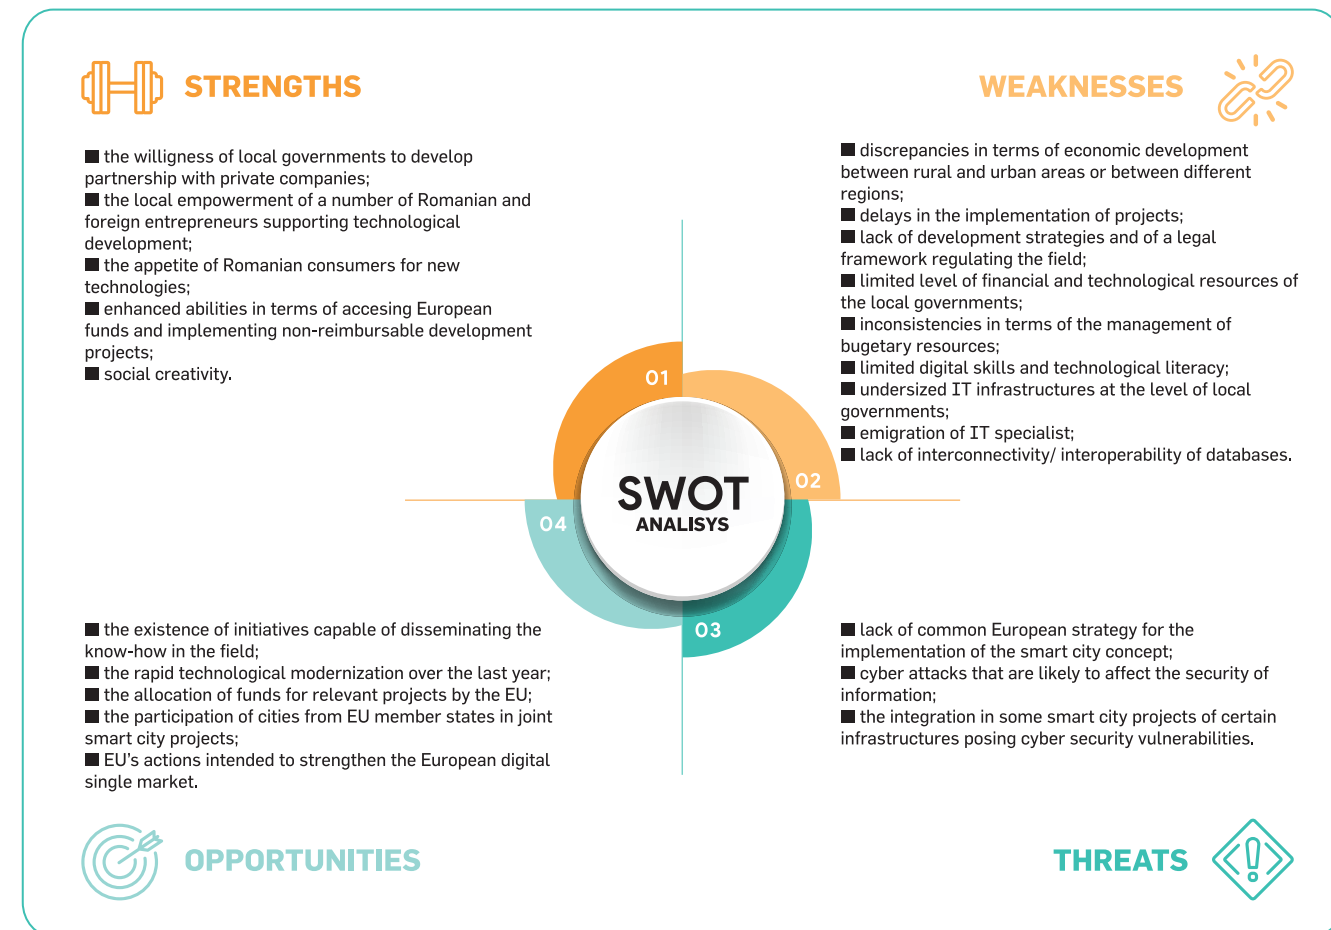 STRENGTHS
■ the willigness of local governments to develop
partnership with private companies;
■ the local empowerment of a number of Romanian and
foreign entrepreneurs supporting technological
development;
■ the appetite of Romanian consumers for new
technologies;
■ enhanced abilities in terms of accesing European
funds and implementing non-reimbursable development
projects;
■ social creativity.
WEAKNESSES
■ discrepancies in terms of economic development
between rural and urban areas or between different
regions;
■ delays in the implementation of projects;
■ lack of development strategies and of a legal
framework regulating the field;
■ limited level of financial and technological resources of
the local governments;
■ inconsistencies in terms of the management of
bugetary resources;
■ limited digital skills and technological literacy;
■ undersized IT infrastructures at the level of local
governments;
■ emigration of IT specialist;
■ lack of interconnectivity/ interoperability of databases.
01
02
SWOT
ANALISYS
04
03
■ the existence of initiatives capable of disseminating the
know-how in the field;
■ the rapid technological modernization over the last year;
■ the allocation of funds for relevant projects by the EU;
■ the participation of cities from EU member states in joint
smart city projects;
■ EU's actions intended to strengthen the European digital
single market.
OPPORTUNITIES
■ lack of common European strategy for the
implementation of the smart city concept;
■ cyber attacks that are likely to affect the security of
information;
■ the integration in some smart city projects of certain
infrastructures posing cyber security vulnerabilities.
THREATS